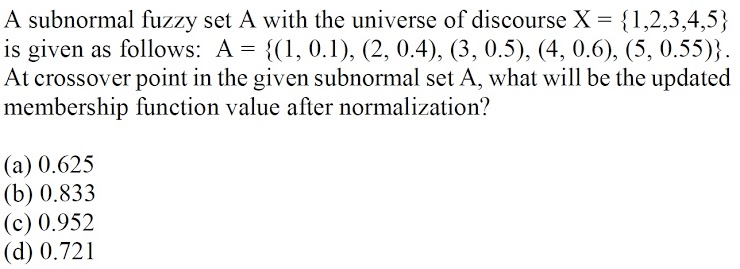 A subnormal fuzzy set A with the universe of discourse X = {1,2,3,4,5}
is given as follows: A = {(1, 0.1), (2, 0.4), (3, 0.5), (4, 0.6), (5, 0.55)}.
At crossover point in the given subnormal set A, what will be the updated
membership function value after normalization?
(a) 0.625
(b) 0.833
(c) 0.952
(d) 0.721